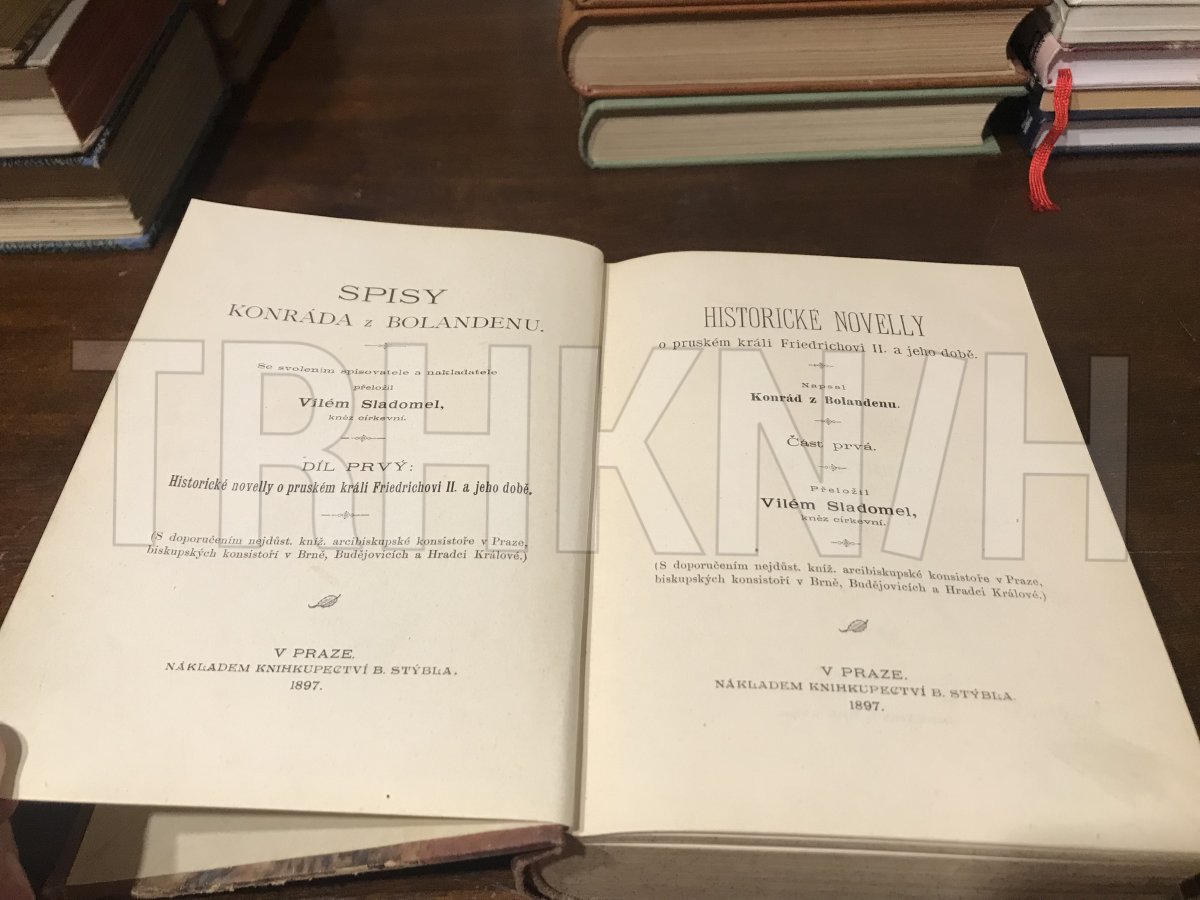 SPISY
KONRÁDA z BOLANDENU.
Se svolením spisovatele a nakladatele
přeložil
Vilém Sladomel,
kněz církevní.
DÍL PRVÝ:
Historické novelly o pruském králi Friedrichovi II. a jeho době.
(S doporučením nejdůst. kníž. arcibiskupské konsistoře v Praze,
biskupských konsistoří v Brně, Budějovicích a Hradci Králové.)
V PRAZE.
NÁKLADEM KNIHKUPECTVÍ B. STÝBLA.
1897.
HISTORICKÉ NOVELLY
o pruském králi Friedrichovi II. a jeho době.
Napsal
Konrád z Bolandenu.
Část prvá.
Přeložil
Vilém Sladomel,
kněz církevní.
(S doporučením nejdůst. kníž. arcibiskupské konsistoře v Praze,
biskupských konsistoří v Brně, Budějovicích a Hradci Králové.)
V PRAZE.
NÁKLADEM KNIHKUPECTVÍ B. STÝBLA.
1897.
TRHKNIH